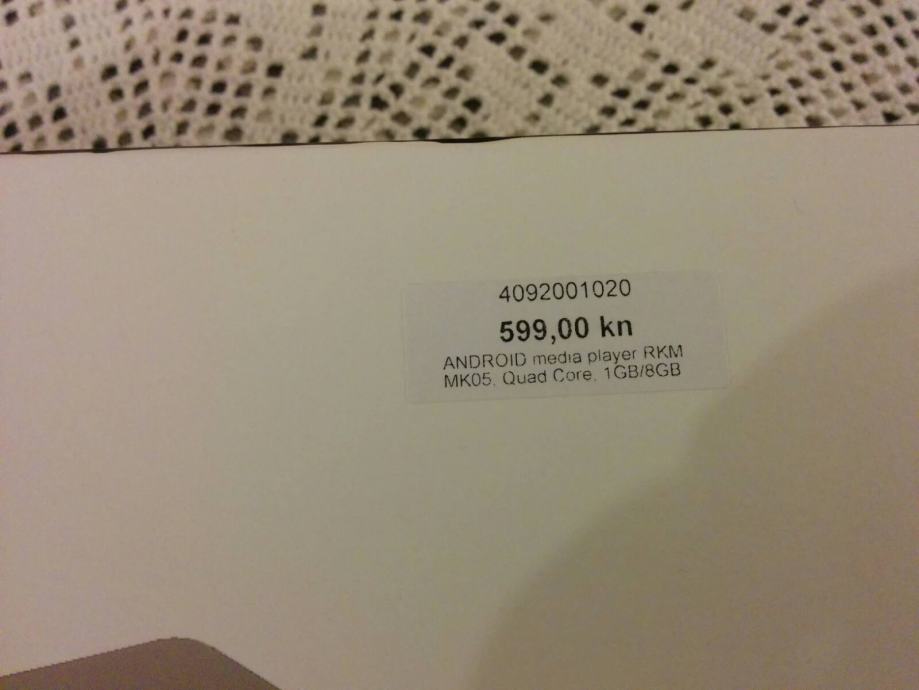 4092001020
599,00 kn
ANDROID media player RKM
MK05, Quad Core, 1GB/8GB